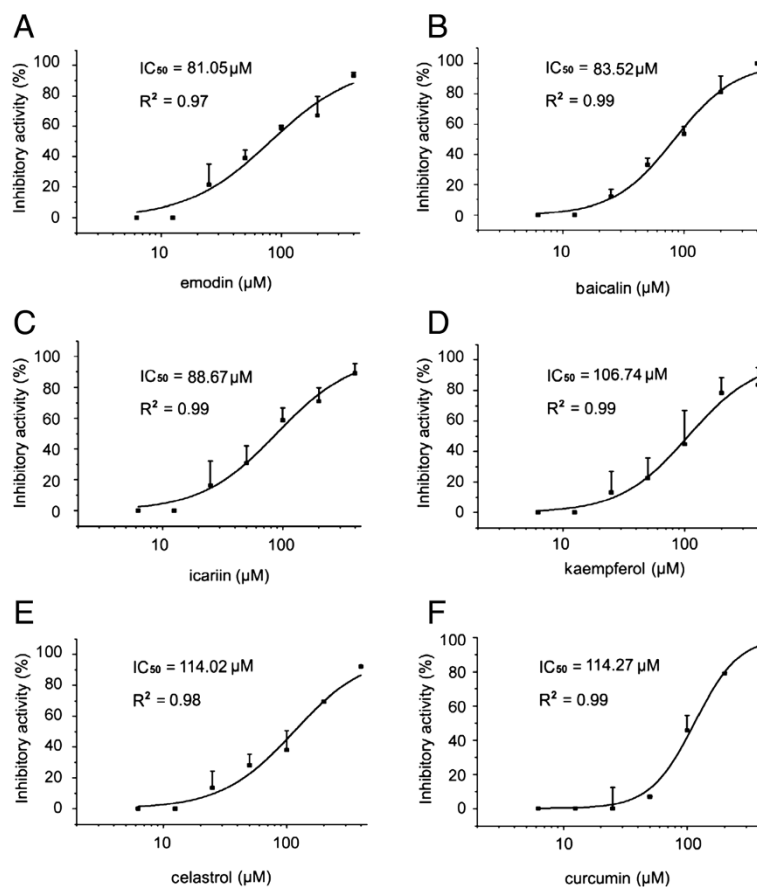 A
Inhibitory activity (%)
100
80
60
40
20
0
IC₅₀ = 81.05μM
R² = 0.97
10
100
emodin (μM)
B
Inhibitory activity (%)
100
80
60
40
20
0
IC₅₀ = 83.52μM
R² = 0.99
10
100
baicalin (μM)
C
Inhibitory activity (%)
100
80
60
40
20
0
IC₅₀ = 88.67μM
R² = 0.99
10
100
icariin (μM)
D
Inhibitory activity (%)
100
80
60
40
20
0
IC₅₀ = 106.74μM
R² = 0.99
10
100
kaempferol (μM)
E
Inhibitory activity (%)
100
80
60
40
20
0
IC₅₀ = 114.02 μM
R² = 0.98
10
100
celastrol (μM)
F
Inhibitory activity (%)
100
80
60
40
20
0
IC₅₀ = 114.27 μM
R² = 0.99
10
100
curcumin (μM)